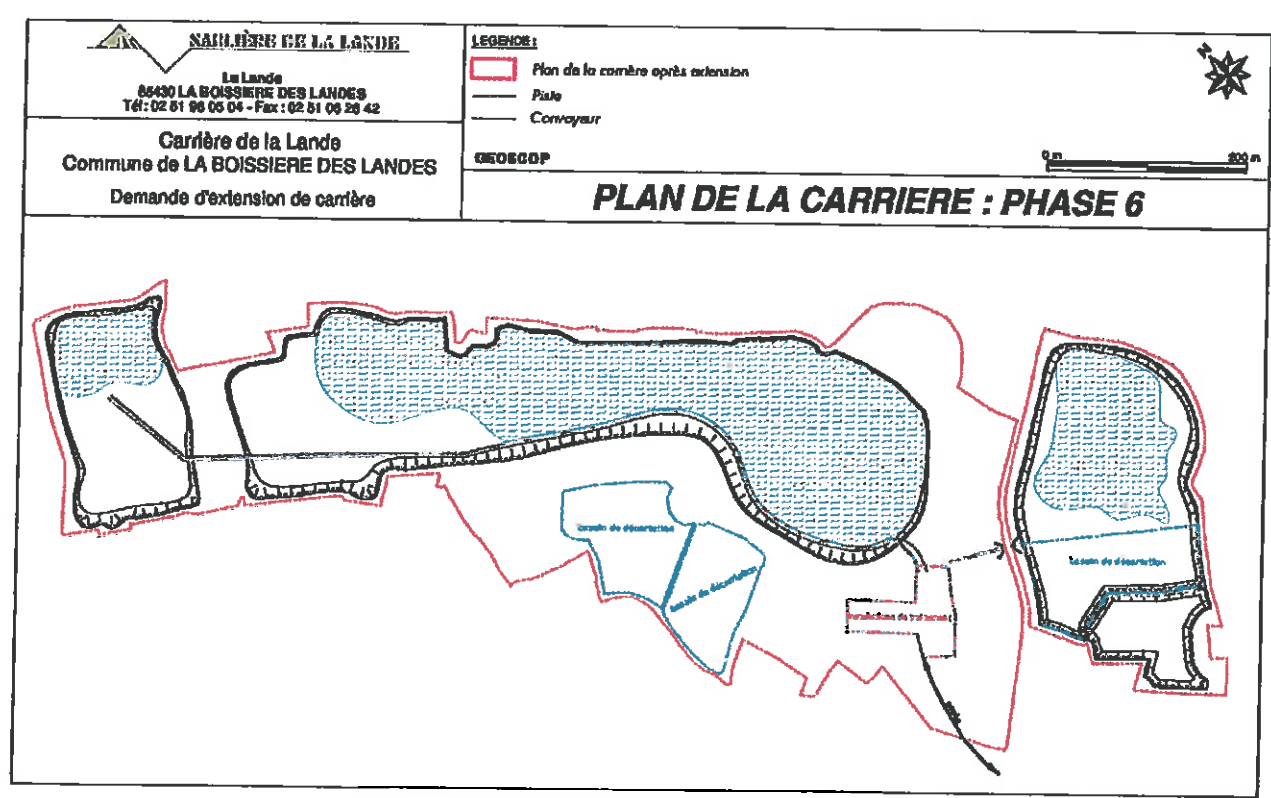 SABLIÈRE DE LA LANDE
La Lande
85430 LA BOISSIERE DES LANDES
Tél : 02 51 98 05 04 - Fax : 02 51 06 26 42
Carrière de la Lande
Commune de LA BOISSIERE DES LANDES
Demande d'extension de carrière
LEGENDE :
Plan de la carrière après extension
Piste
Convoyeur
GEOSCOP
N
0 m 200 m
PLAN DE LA CARRIERE : PHASE 6
Bassin de décantation
Bassin de décantation
Bassin de décantation
Installations de traitement